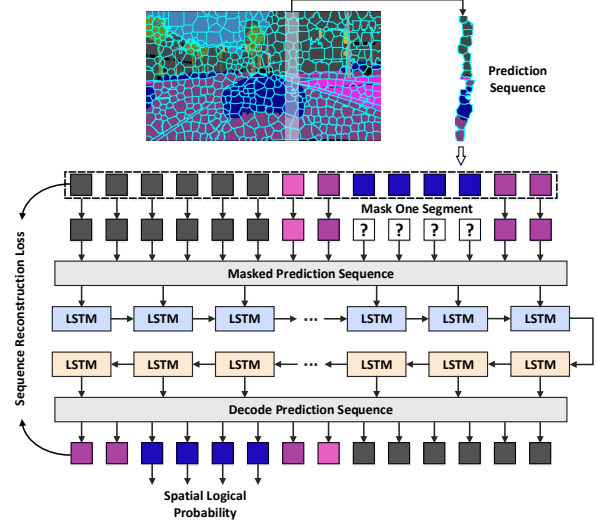 Prediction
Sequence
Mask One Segment
? ? ? ?
Masked Prediction Sequence
LSTM LSTM LSTM ... LSTM LSTM LSTM
LSTM LSTM LSTM ... LSTM LSTM LSTM
Decode Prediction Sequence
Sequence Reconstruction Loss
Spatial Logical
Probability